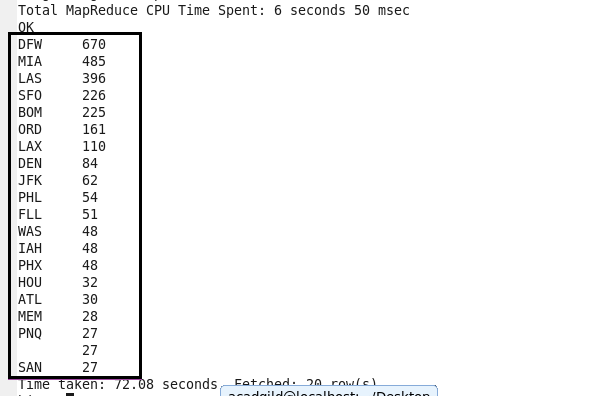 Total MapReduce CPU Time Spent: 6 seconds 50 msec
OK
DFW 670
MIA 485
LAS 396
SFO 226
BOM 225
ORD 161
LAX 110
DEN 84
JFK 62
PHL 54
FLL 51
WAS 48
IAH 48
PHX 48
HOU 32
ATL 30
MEM 28
PNQ 27
27
SAN 27
Time taken: 72.08 seconds, Fetched: 20 row(s)
acadgild@localhost:~/Desktop